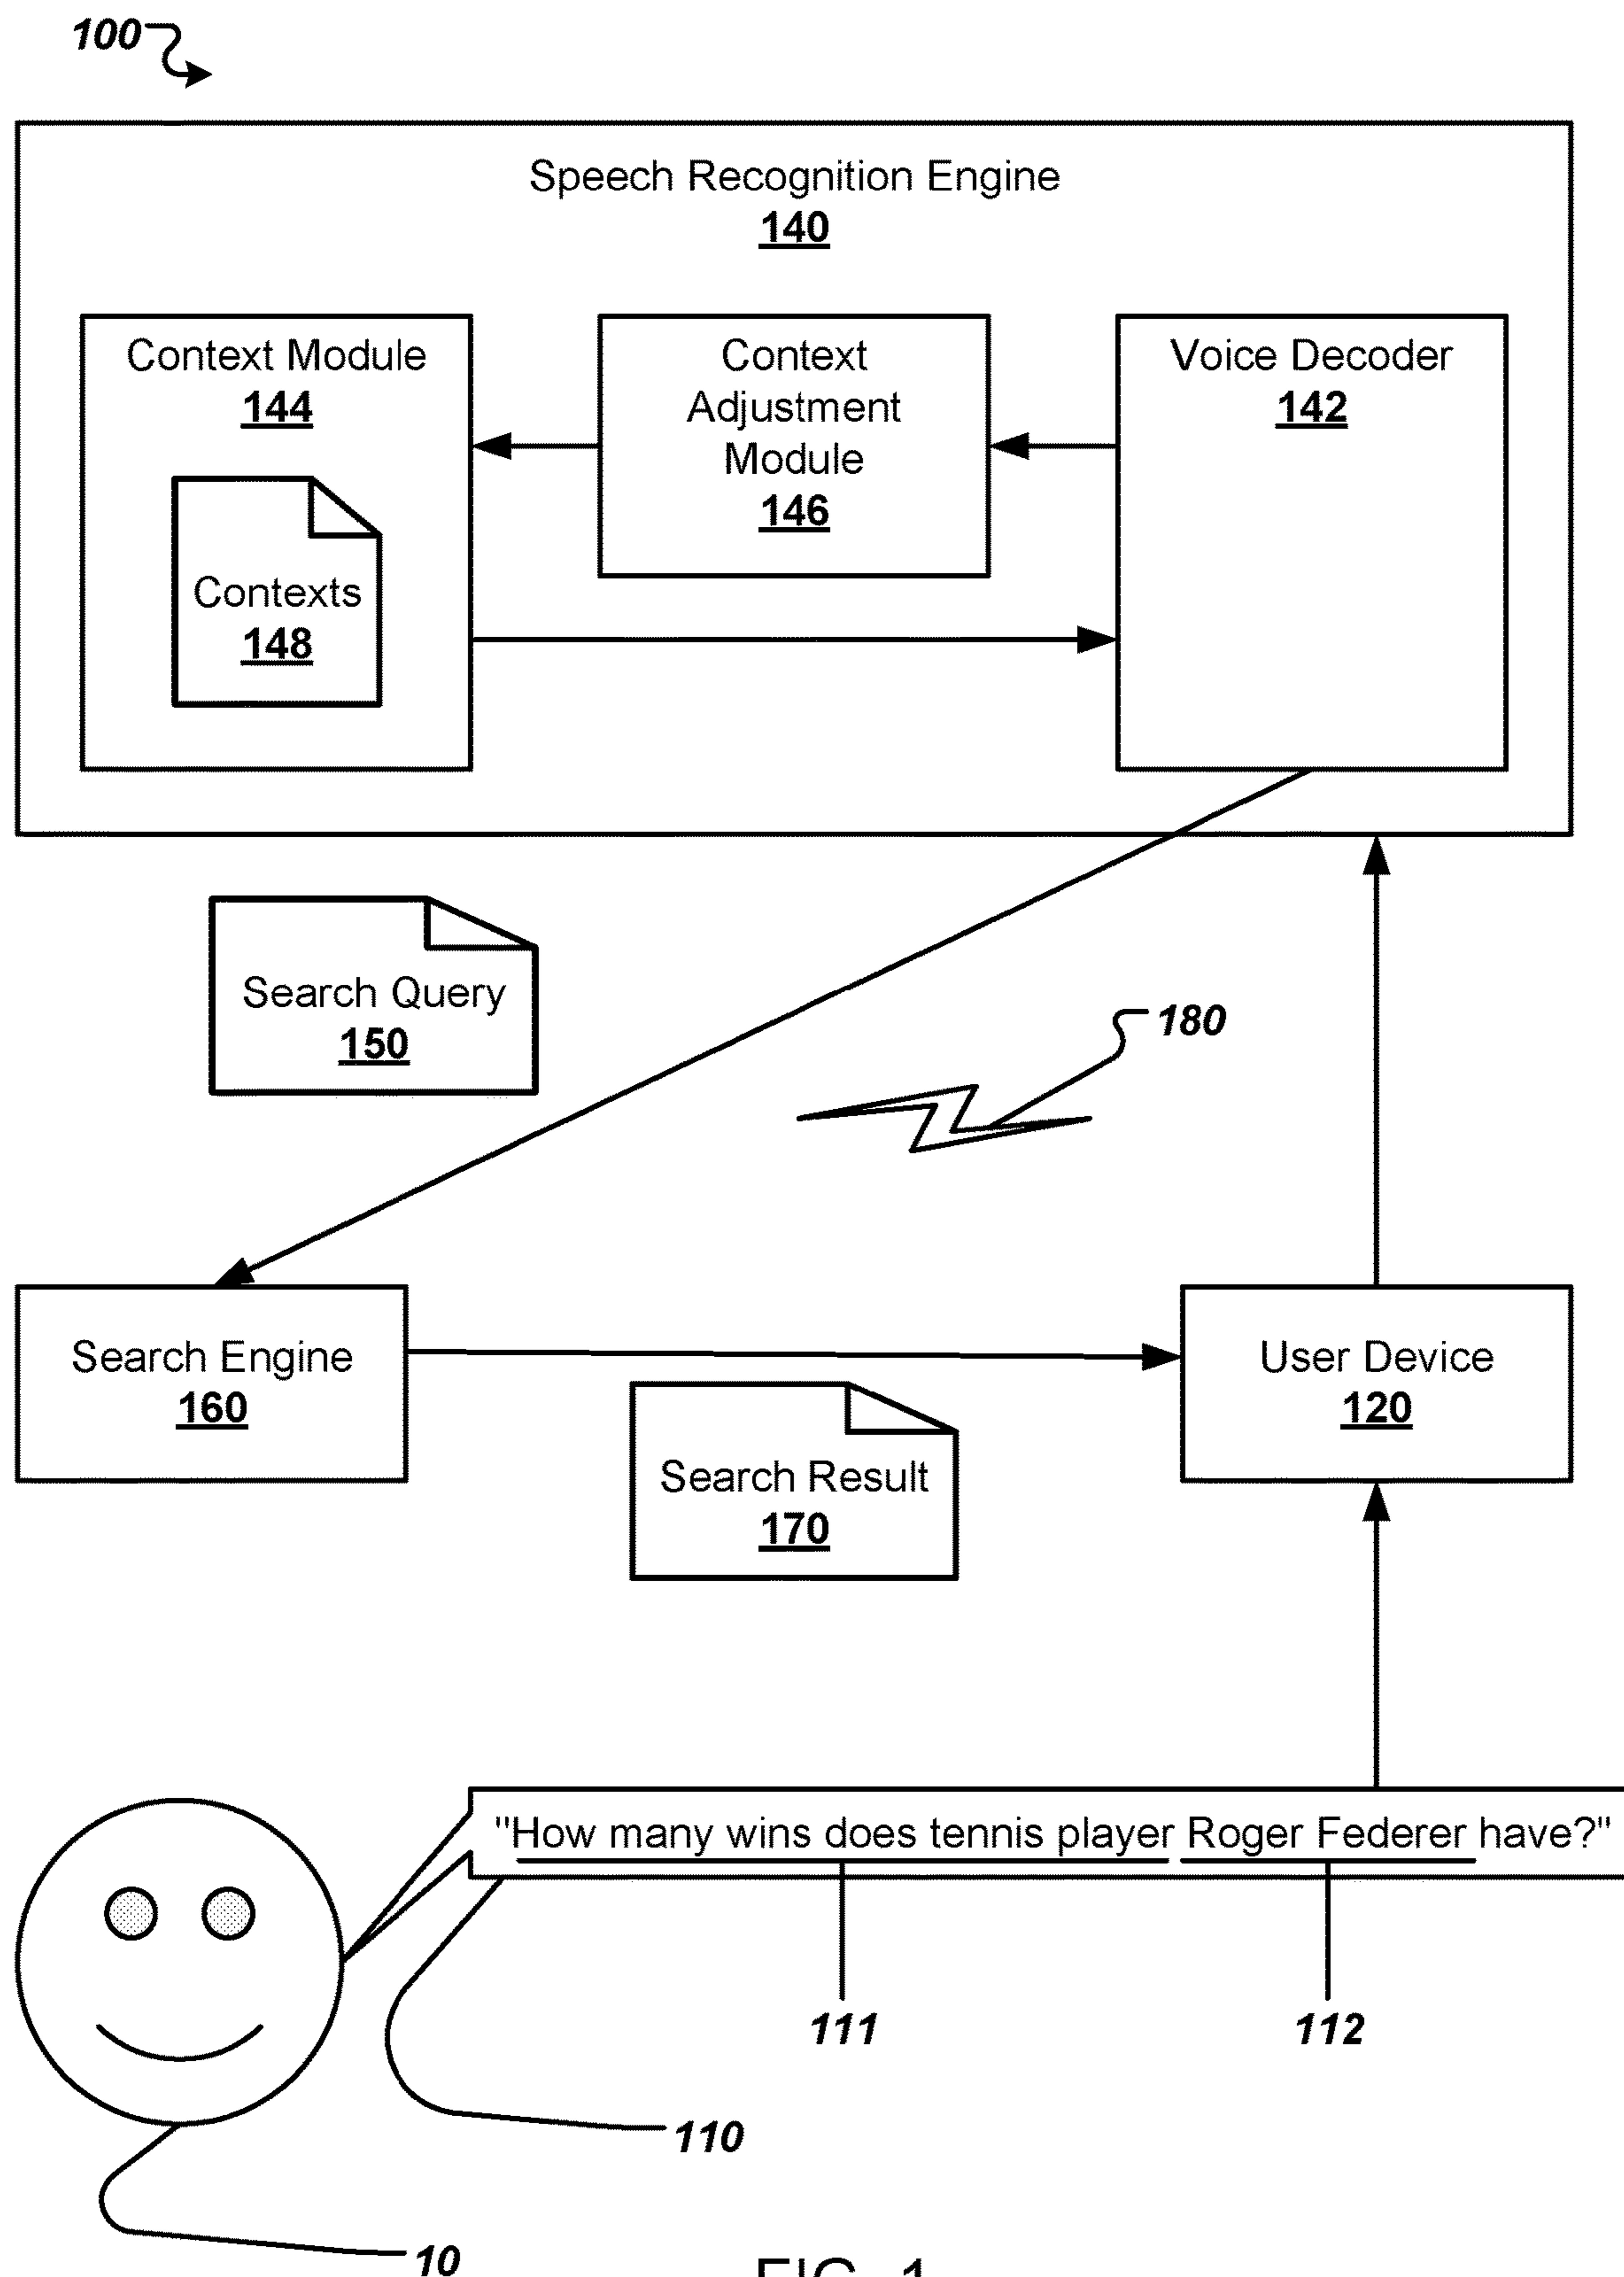 100
Speech Recognition Engine
140
Context Module
144
Contexts
148
Context
Adjustment
Module
146
Voice Decoder
142
Search Query
150
180
Search Engine
160
User Device
120
Search Result
170
"How many wins does tennis player Roger Federer have?"
111
112
110
10
FIG. 1